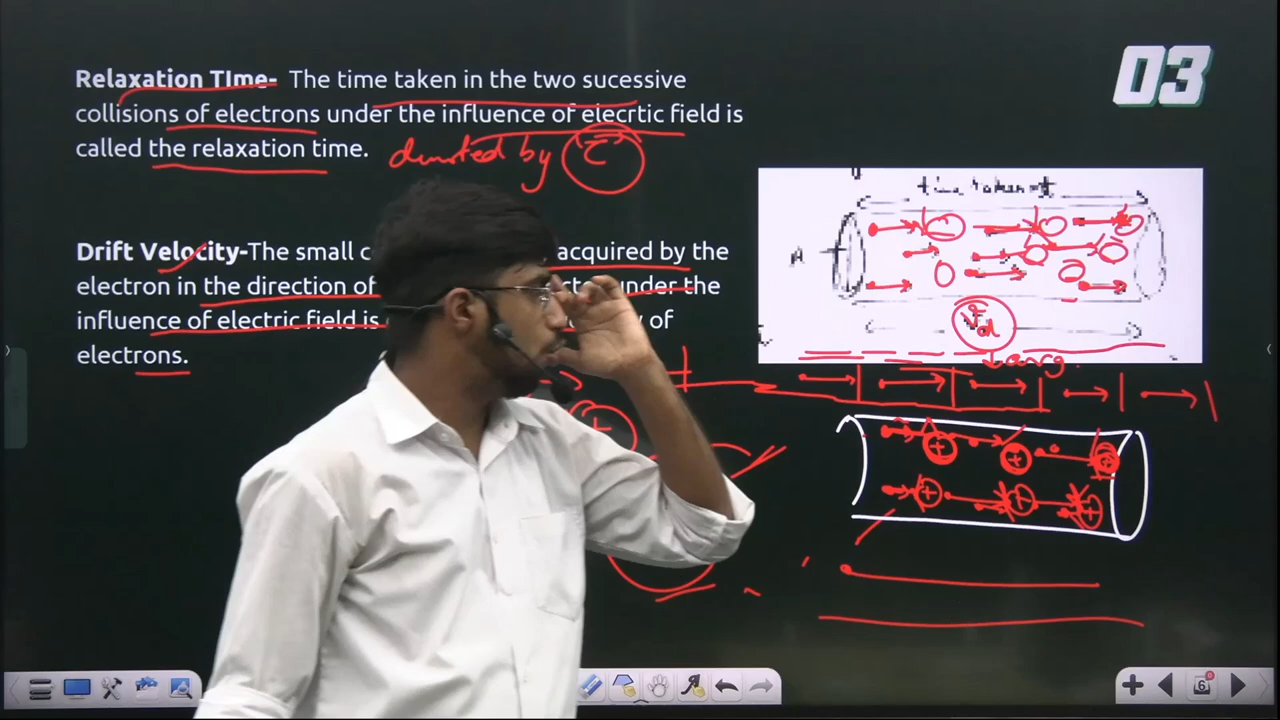 03
Relaxation TIme- The time taken in the two sucessive
collisions of electrons under the influence of elecrtic field is
called the relaxation time. denoted by τ
Drift Velocity-The small c acquired by the
electron in the direction of under the
influence of electric field is of
electrons.
A
Vd
6